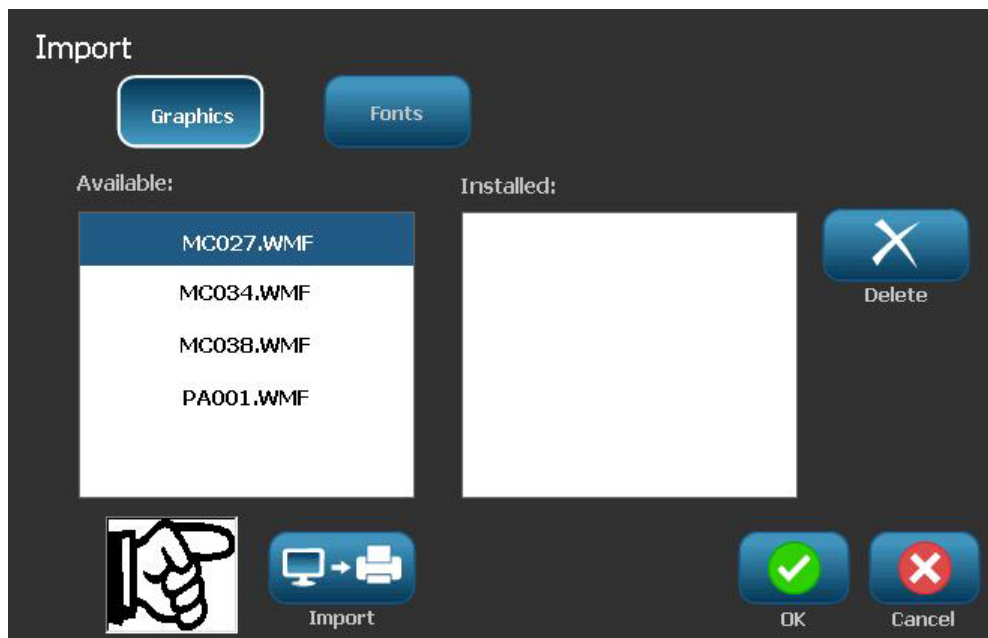 Import
Graphics
Fonts
Available:
Installed:
MC027.WMF
MC034.WMF
MC038.WMF
PA001.WMF
Delete
Import
OK
Cancel